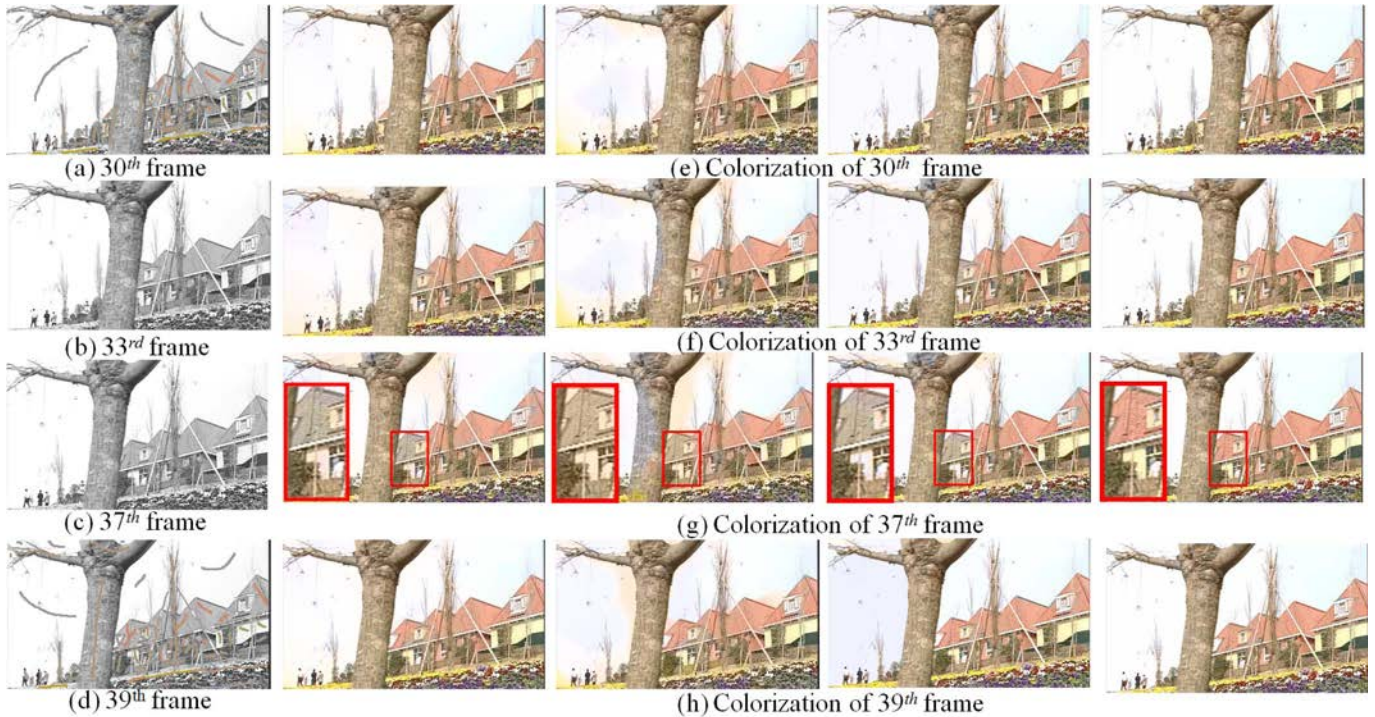 (a) 30th frame
(e) Colorization of 30th frame
(b) 33rd frame
(f) Colorization of 33rd frame
(c) 37th frame
(g) Colorization of 37th frame
(d) 39th frame
(h) Colorization of 39th frame